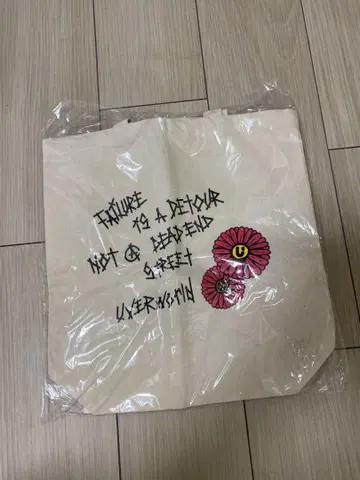 FAILURE
IS A DETOUR
NOT A DEAD END
STREET
UVERworld
U